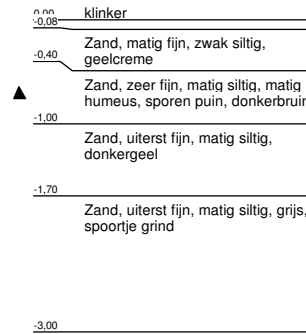 0,00
klinker
-0,08
Zand, matig fijn, zwak siltig,
geelcreme
-0,40
Zand, zeer fijn, matig siltig, matig
humeus, sporen puin, donkerbruin
-1,00
Zand, uiterst fijn, matig siltig,
donkergeel
-1,70
Zand, uiterst fijn, matig siltig, grijs,
spoortje grind
-3,00